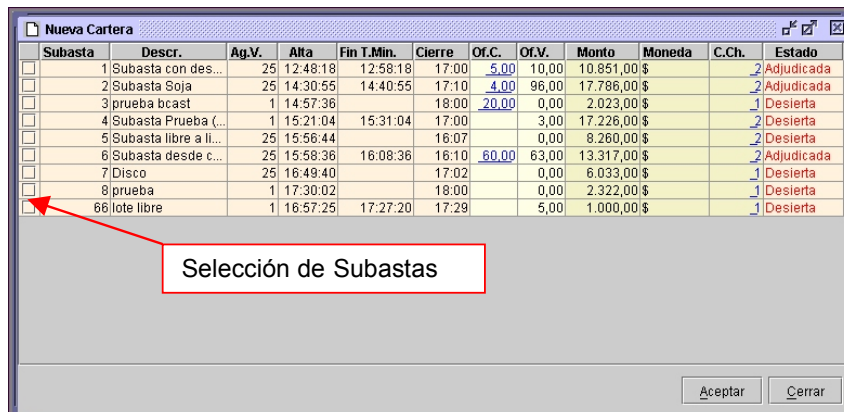 Nueva Cartera
Subasta Descr. Ag.V. Alta Fin T.Min. Cierre Of.C. Of.V. Monto Moneda C.Ch. Estado
1 Subasta con des... 25 12:48:18 12:58:18 17:00 5,00 10,00 10.851,00 $ 2 Adjudicada
2 Subasta Soja 25 14:30:55 14:40:55 17:10 4,00 96,00 17.786,00 $ 2 Adjudicada
3 prueba bcast 1 14:57:36 18:00 20,00 0,00 2.023,00 $ 1 Desierta
4 Subasta Prueba (... 1 15:21:04 15:31:04 17:00 3,00 17.226,00 $ 2 Desierta
5 Subasta libre a li... 25 15:56:44 16:07 0,00 8.260,00 $ 2 Desierta
6 Subasta desde c... 25 15:58:36 16:08:36 16:10 60,00 63,00 13.317,00 $ 2 Adjudicada
7 Disco 25 16:49:40 17:02 0,00 6.033,00 $ 1 Desierta
8 prueba 1 17:30:02 18:00 0,00 2.322,00 $ 1 Desierta
66 lote libre 1 16:57:25 17:27:20 17:29 5,00 1.000,00 $ 1 Desierta
Selección de Subastas
Aceptar Cerrar